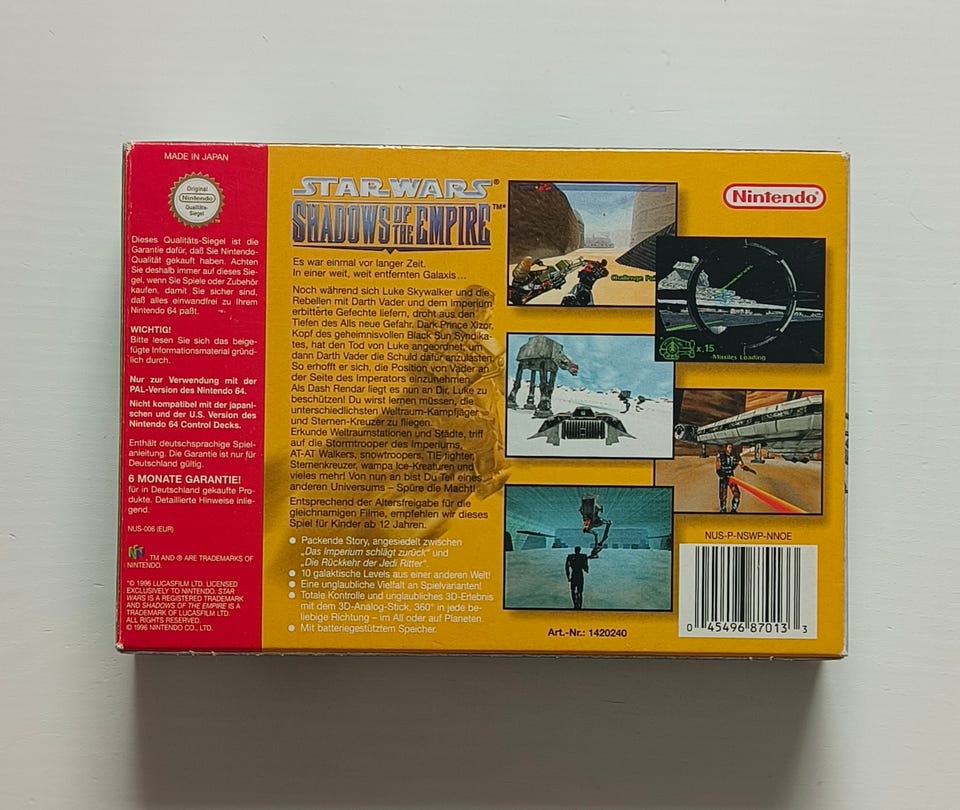 MADE IN JAPAN
Original
Nintendo
Qualitäts-
Siegel
Dieses Qualitäts-Siegel ist die
Garantie dafür, daß Sie Nintendo-
Qualität gekauft haben. Achten
Sie deshalb immer auf dieses Sie-
gel, wenn Sie Spiele oder Zubehör
kaufen, damit Sie sicher sind,
daß alles einwandfrei zu Ihrem
Nintendo 64 paßt.
WICHTIG!
Bitte lesen Sie sich das beige-
fügte Informationsmaterial gründ-
lich durch.
Nur zur Verwendung mit der
PAL-Version des Nintendo 64.
Nicht kompatibel mit der japani-
schen und der U.S. Version des
Nintendo 64 Control Decks.
Enthält deutschsprachige Spiel-
anleitung. Die Garantie ist nur für
Deutschland gültig.
6 MONATE GARANTIE!
für in Deutschland gekaufte Pro-
dukte. Detaillierte Hinweise inlie-
gend.
NUS-006 (EUR)
, TM AND ® ARE TRADEMARKS OF
NINTENDO.
™© 1996 LUCASFILM LTD. LICENSED
EXCLUSIVELY TO NINTENDO. STAR
WARS IS A REGISTERED TRADEMARK
AND SHADOWS OF THE EMPIRE IS A
TRADEMARK OF LUCASFILM LTD.
ALL RIGHTS RESERVED.
© 1996 NINTENDO CO., LTD.
STAR WARS®
SHADOWS OF THE EMPIRE™
Es war einmal vor langer Zeit.
In einer weit, weit entfernten Galaxis…
Noch während sich Luke Skywalker und die
Rebellen mit Darth Vader und dem Imperium
erbitterte Gefechte liefern, droht aus den
Tiefen des Alls neue Gefahr. Dark Prince Xizor,
Kopf des geheimnisvollen Black Sun Syndika-
tes, hat den Tod von Luke angeordnet, um
dann Darth Vader die Schuld dafür anzulasten.
So erhofft er sich, die Position von Vader an
der Seite des Imperators einzunehmen.
Als Dash Rendar liegt es nun an Dir, Luke zu
beschützen! Du wirst lernen müssen, die
unterschiedlichsten Weltraum-Kampfjäger
und Sternen-Kreuzer zu fliegen.
Erkunde Weltraumstationen und Städte, triff
auf die Stormtrooper des Imperiums,
AT-AT Walkers, snowtroopers, TIE fighter,
Sternenkreuzer, wampa Ice-Kreaturen und
vieles mehr! Von nun an bist Du Teil eines
anderen Universums – Spüre die Macht!
Entsprechend der Altersfreigabe für die
gleichnamigen Filme, empfehlen wir dieses
Spiel für Kinder ab 12 Jahren.
● Packende Story, angesiedelt zwischen
„Das Imperium schlägt zurück" und
„Die Rückkehr der Jedi Ritter".
● 10 galaktische Levels aus einer anderen Welt!
● Eine unglaubliche Vielfalt an Spielvarianten!
● Totale Kontrolle und unglaubliches 3D-Erlebnis
mit dem 3D-Analog-Stick, 360° in jede be-
liebige Richtung – im All oder auf Planeten.
● Mit batteriegestütztem Speicher.
Nintendo®
Challenge
x.15
Missiles Loading
NUS-P-NSWP-NNOE
0 45496 87013 3
Art.-Nr.: 1420240